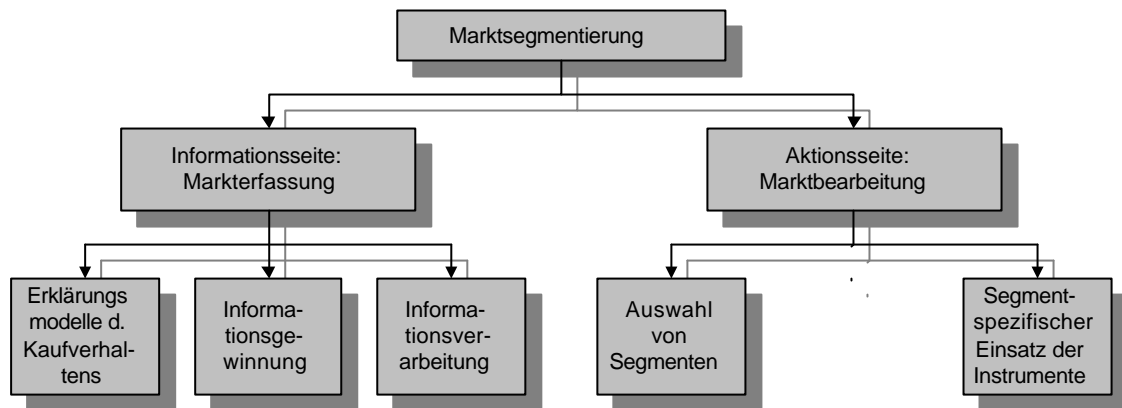 Marktsegmentierung
Informationsseite:
Markterfassung
Aktionsseite:
Marktbearbeitung
Erklärungs
modelle d.
Kaufverhal-
tens
Informa-
tionsge-
winnung
Informa-
tionsver-
arbeitung
Auswahl
von
Segmenten
Segment-
spezifischer
Einsatz der
Instrumente